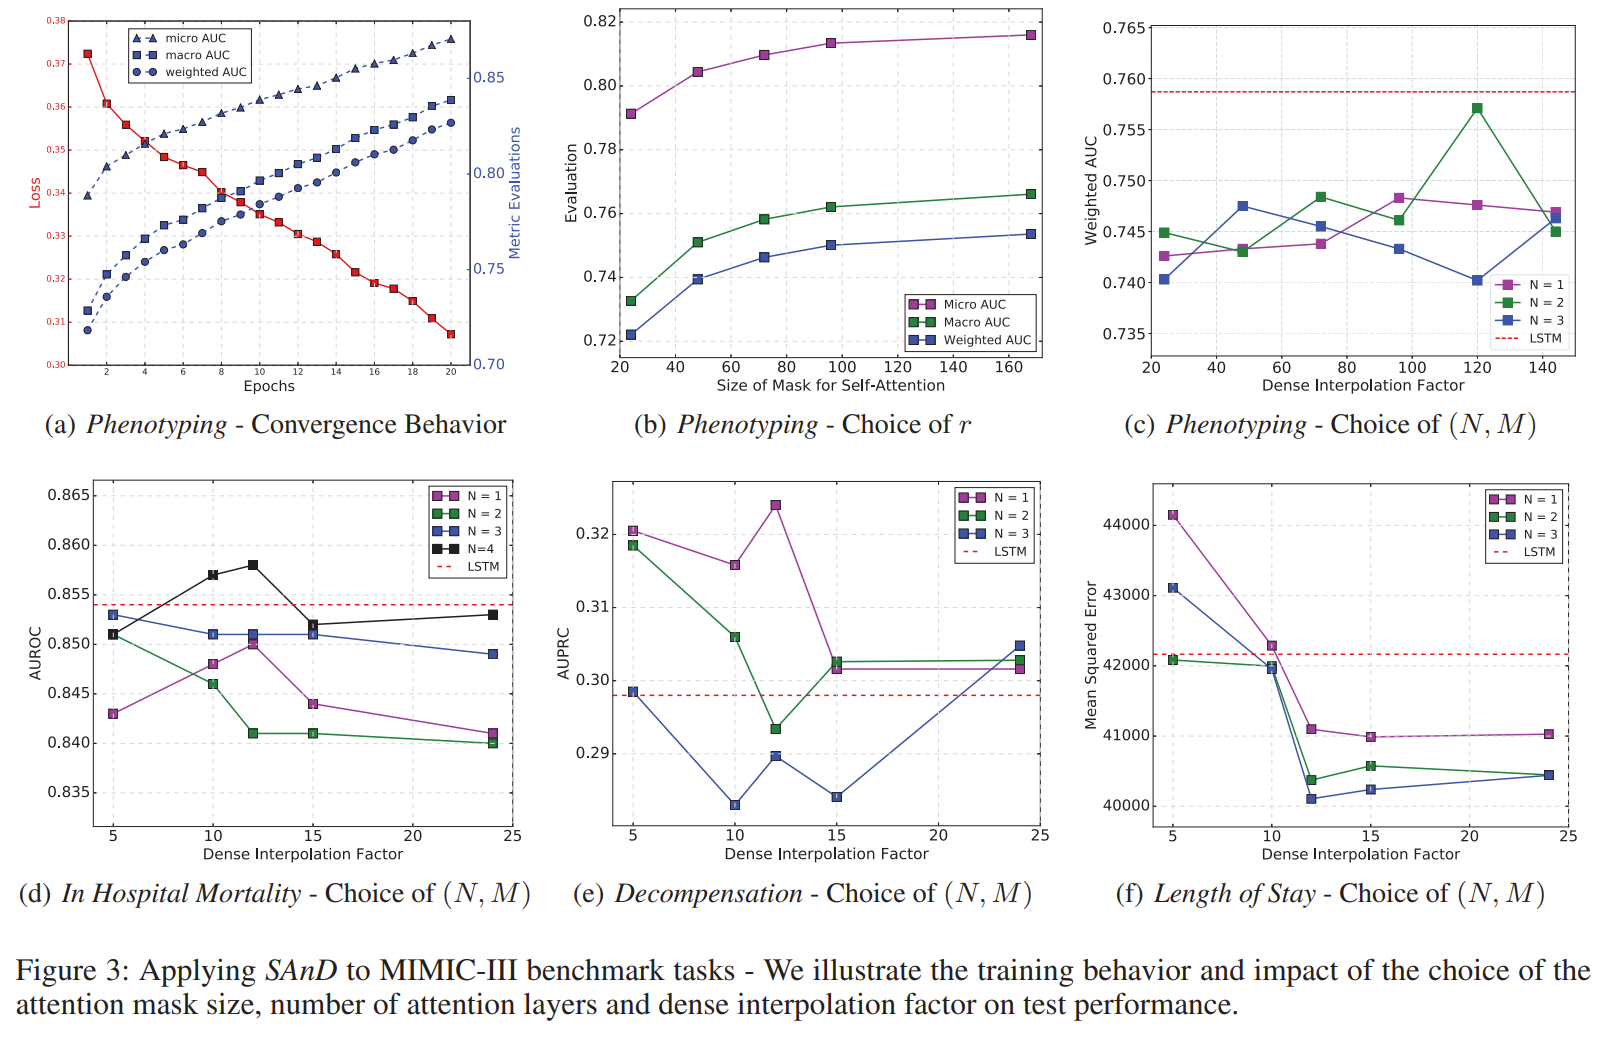 0.38
0.37
0.36
0.35
0.34
0.33
0.32
0.31
0.30
Loss
micro AUC
macro AUC
weighted AUC
0.85
0.80
0.75
0.70
Metric Evaluations
2 4 6 8 10 12 14 16 18 20
Epochs
(a) Phenotyping - Convergence Behavior
0.82
0.80
0.78
0.76
0.74
0.72
Evaluation
Micro AUC
Macro AUC
Weighted AUC
20 40 60 80 100 120 140 160
Size of Mask for Self-Attention
(b) Phenotyping - Choice of r
0.765
0.760
0.755
0.750
0.745
0.740
0.735
Weighted AUC
N = 1
N = 2
N = 3
LSTM
20 40 60 80 100 120 140
Dense Interpolation Factor
(c) Phenotyping - Choice of (N, M)
0.865
0.860
0.855
0.850
0.845
0.840
0.835
AUROC
N = 1
N = 2
N = 3
N=4
LSTM
5 10 15 20 25
Dense Interpolation Factor
(d) In Hospital Mortality - Choice of (N, M)
0.32
0.31
0.30
0.29
AUPRC
N = 1
N = 2
N = 3
LSTM
5 10 15 20 25
Dense Interpolation Factor
(e) Decompensation - Choice of (N, M)
44000
43000
42000
41000
40000
Mean Squared Error
N = 1
N = 2
N = 3
LSTM
5 10 15 20 25
Dense Interpolation Factor
(f) Length of Stay - Choice of (N, M)
Figure 3: Applying SAnD to MIMIC-III benchmark tasks - We illustrate the training behavior and impact of the choice of the
attention mask size, number of attention layers and dense interpolation factor on test performance.